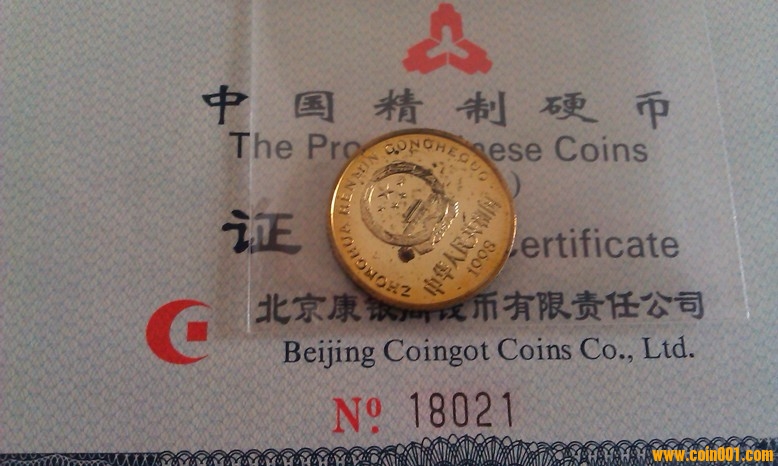 中国精制硬币
The Pro nese Coins
)
证
ertificate
ZHONGHUA RENMIN GONGHEGUO
中华人民共和国
1998
北京康银阁钱币有限责任公司
Beijing Coingot Coins Co., Ltd.
Nº 18021
www.coin001.com